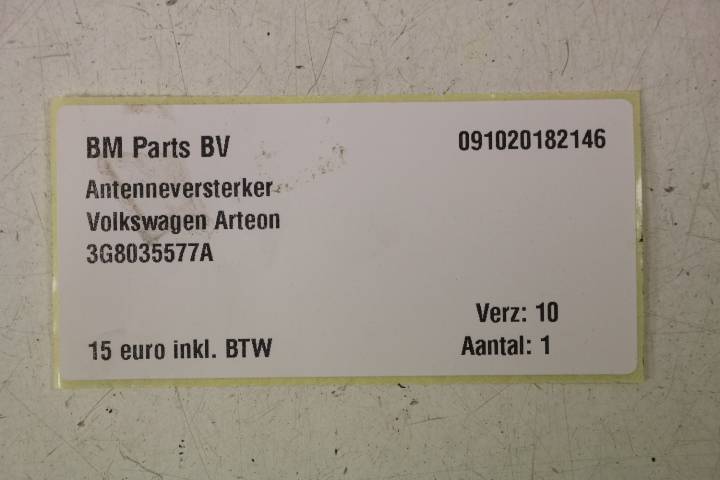 BM Parts BV 091020182146
Antenneversterker
Volkswagen Arteon
3G8035577A
Verz: 10
15 euro inkl. BTW Aantal: 1